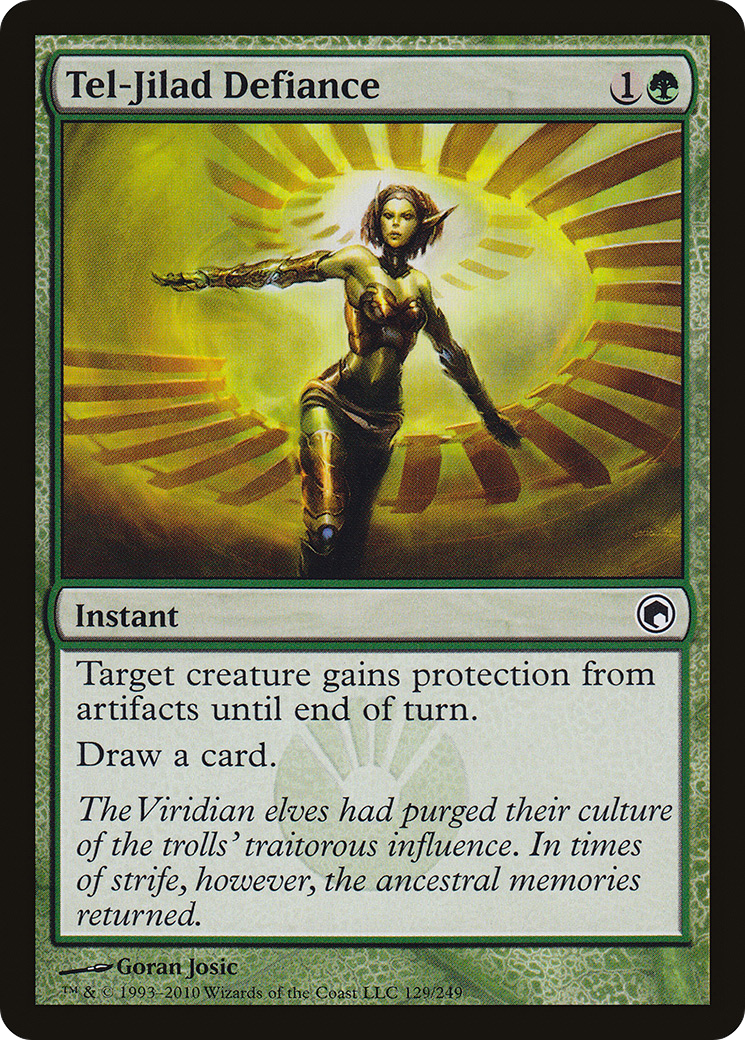 Tel-Jilad Defiance 1
Instant
Target creature gains protection from
artifacts until end of turn.
Draw a card.
The Viridian elves had purged their culture
of the trolls' traitorous influence. In times
of strife, however, the ancestral memories
returned.
Goran Josic
™ & © 1993–2010 Wizards of the Coast LLC 129/249